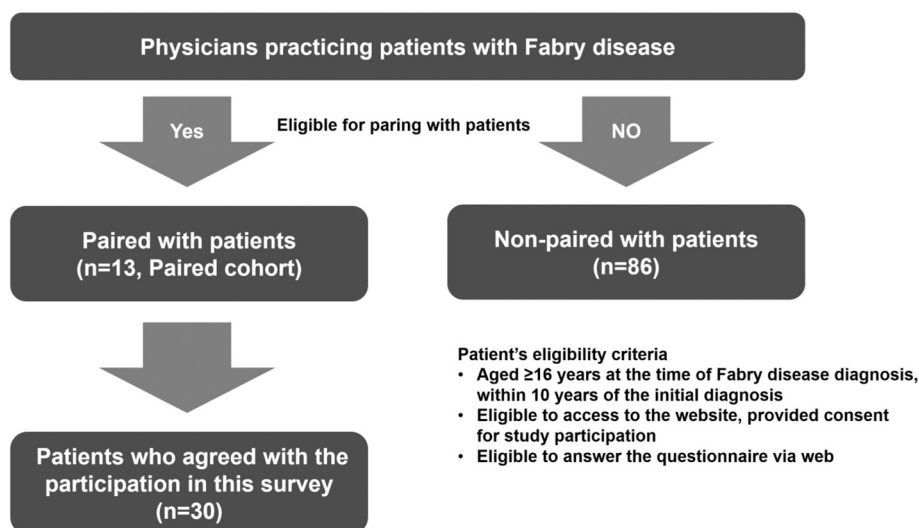 Physicians practicing patients with Fabry disease
Yes
Eligible for paring with patients
NO
Paired with patients
(n=13, Paired cohort)
Non-paired with patients
(n=86)
Patient's eligibility criteria
• Aged ≥16 years at the time of Fabry disease diagnosis,
within 10 years of the initial diagnosis
• Eligible to access to the website, provided consent
for study participation
• Eligible to answer the questionnaire via web
Patients who agreed with the
participation in this survey
(n=30)